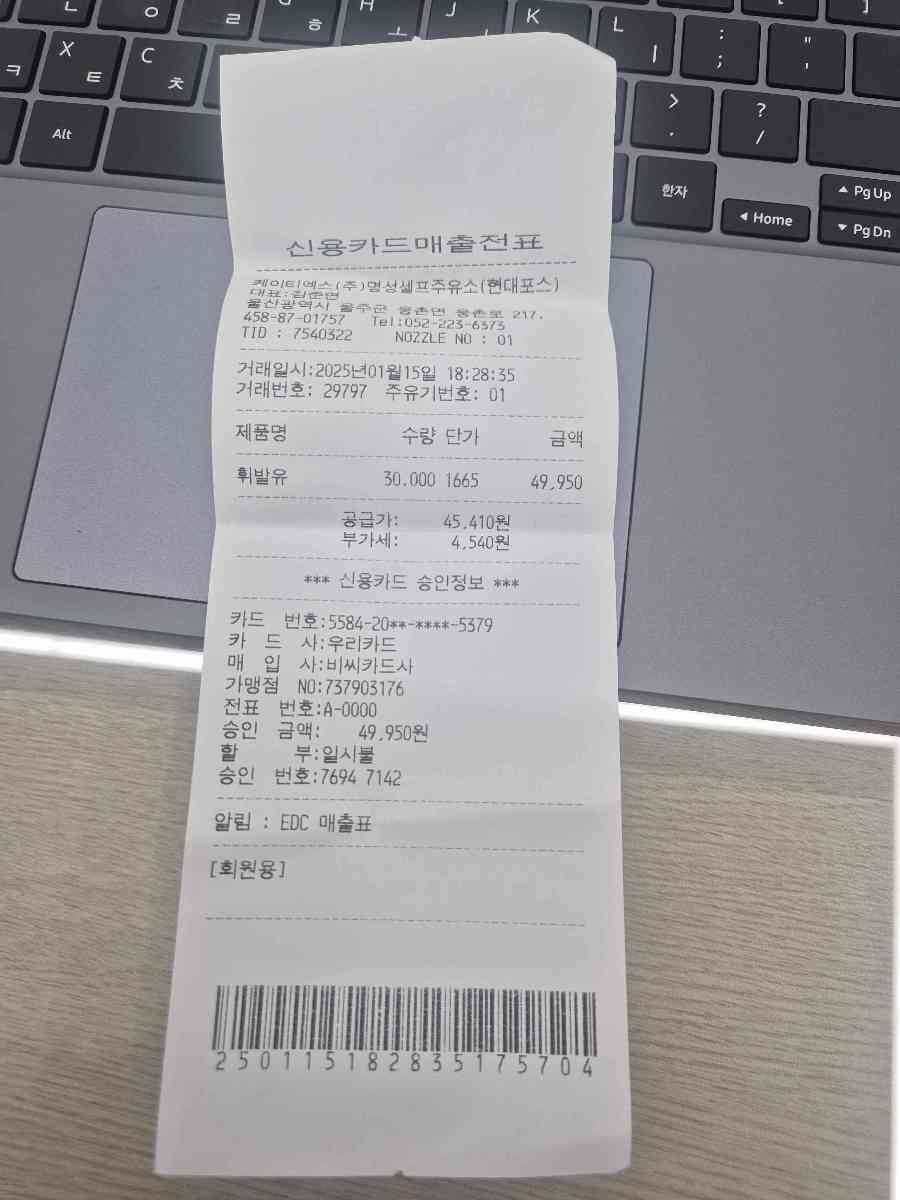 ㄴ
ㅇ
ㄹ
G ㅎ
H ㅗ
J
K
L ㅣ
: ;
" '
]
ㅋ
X ㅌ
C ㅊ
> .
? /
Alt
한자
Home
Pg Up
Pg Dn
신용카드매출전표
케이티엑스(주)명성셀프주유소(현대포스)
대표:김준연
울산광역시 울주군 웅촌면 웅촌로 217,
458-87-01757 Tel:052-223-6373
TID : 7540322 NOZZLE NO : 01
거래일시:2025년01월15일 18:28:35
거래번호: 29797 주유기번호: 01
제품명 수량 단가 금액
휘발유 30.000 1665 49,950
공급가: 45,410원
부가세: 4,540원
*** 신용카드 승인정보 ***
카드 번호:5584-20**-****-5379
카 드 사:우리카드
매 입 사:비씨카드사
가맹점 NO:737903176
전표 번호:A-0000
승인 금액: 49,950원
할 부:일시불
승인 번호:7694 7142
알림 : EDC 매출표
[회원용]
2501151828351757​04